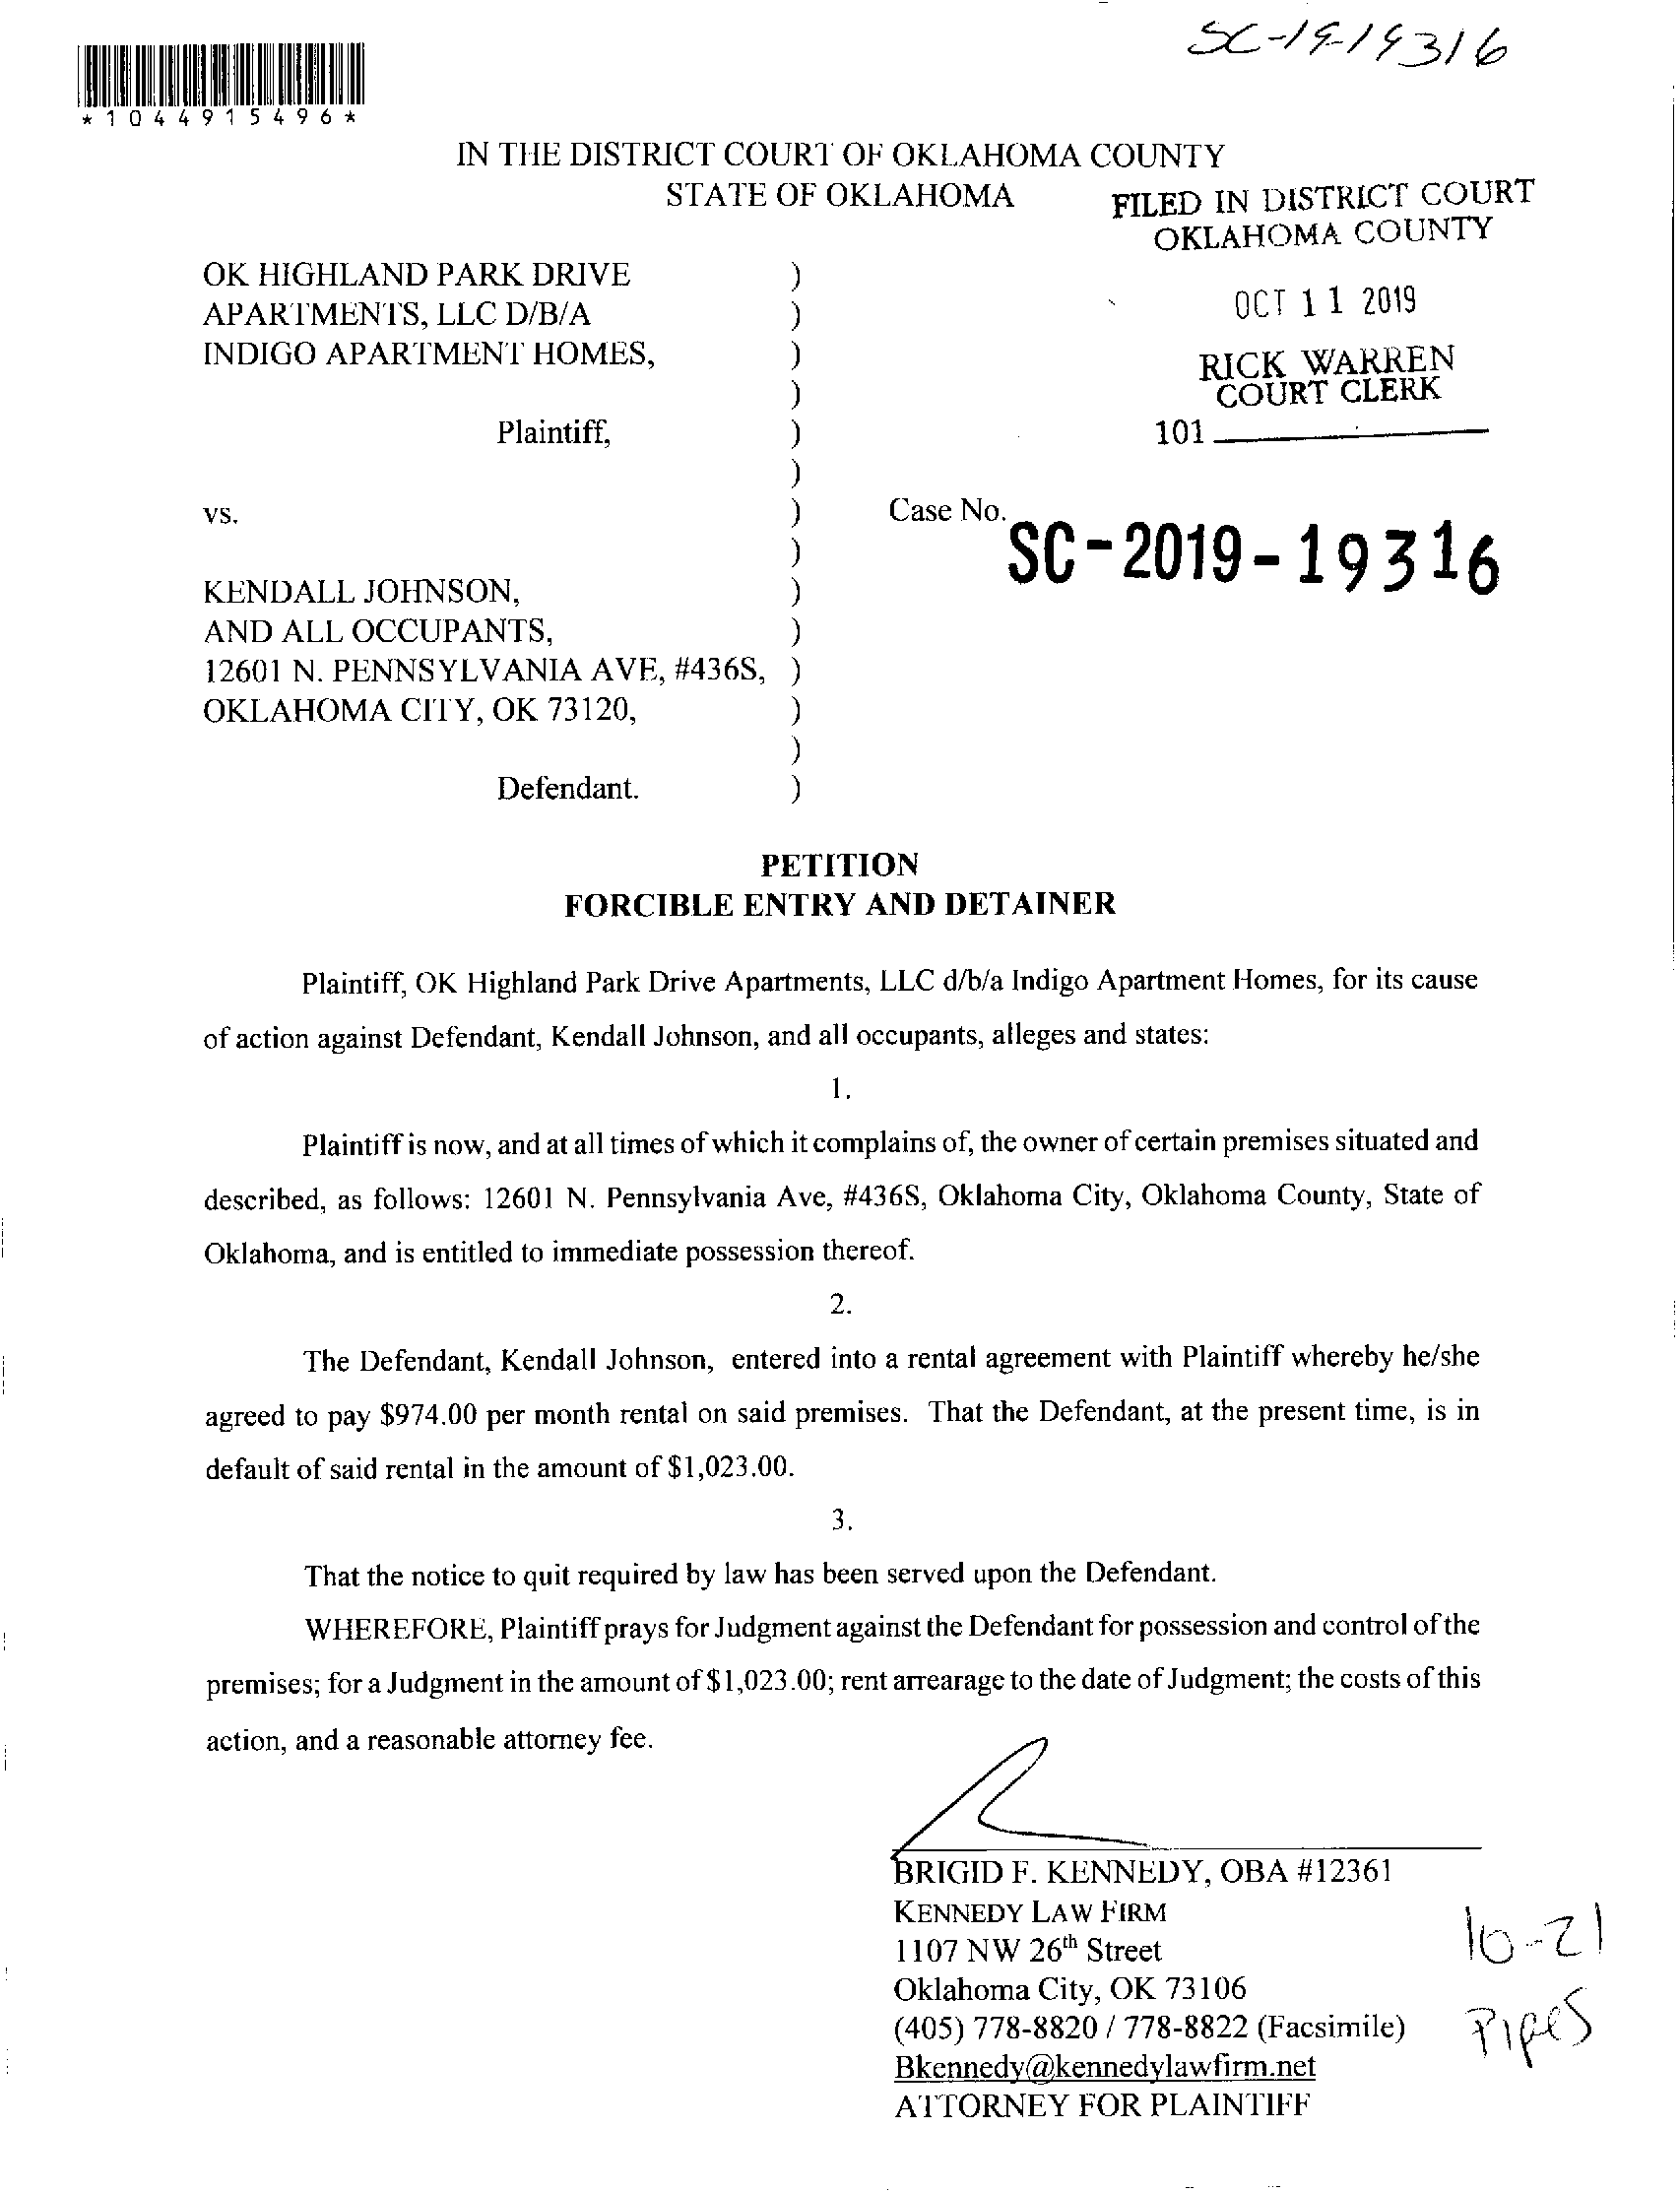 SC-19-19316
*1044915496*
IN THE DISTRICT COURT OF OKLAHOMA COUNTY
STATE OF OKLAHOMA
FILED IN DISTRICT COURT
OKLAHOMA COUNTY
OCT 11 2019
RICK WARREN
COURT CLERK
101
OK HIGHLAND PARK DRIVE )
APARTMENTS, LLC D/B/A )
INDIGO APARTMENT HOMES, )
)
Plaintiff, )
)
vs. )
Case No. SC-2019-19316
)
KENDALL JOHNSON, )
AND ALL OCCUPANTS, )
12601 N. PENNSYLVANIA AVE, #436S, )
OKLAHOMA CITY, OK 73120, )
)
Defendant. )
PETITION
FORCIBLE ENTRY AND DETAINER
Plaintiff, OK Highland Park Drive Apartments, LLC d/b/a Indigo Apartment Homes, for its cause
of action against Defendant, Kendall Johnson, and all occupants, alleges and states:
1.
Plaintiff is now, and at all times of which it complains of, the owner of certain premises situated and
described, as follows: 12601 N. Pennsylvania Ave, #436S, Oklahoma City, Oklahoma County, State of
Oklahoma, and is entitled to immediate possession thereof.
2.
The Defendant, Kendall Johnson, entered into a rental agreement with Plaintiff whereby he/she
agreed to pay $974.00 per month rental on said premises. That the Defendant, at the present time, is in
default of said rental in the amount of $1,023.00.
3.
That the notice to quit required by law has been served upon the Defendant.
WHEREFORE, Plaintiff prays for Judgment against the Defendant for possession and control of the
premises; for a Judgment in the amount of $1,023.00; rent arrearage to the date of Judgment; the costs of this
action, and a reasonable attorney fee.
BRIGID F. KENNEDY, OBA #12361
KENNEDY LAW FIRM
1107 NW 26th Street
Oklahoma City, OK 73106
(405) 778-8820 / 778-8822 (Facsimile)
Bkennedy@kennedylawfirm.net
ATTORNEY FOR PLAINTIFF
10-21
Pipes